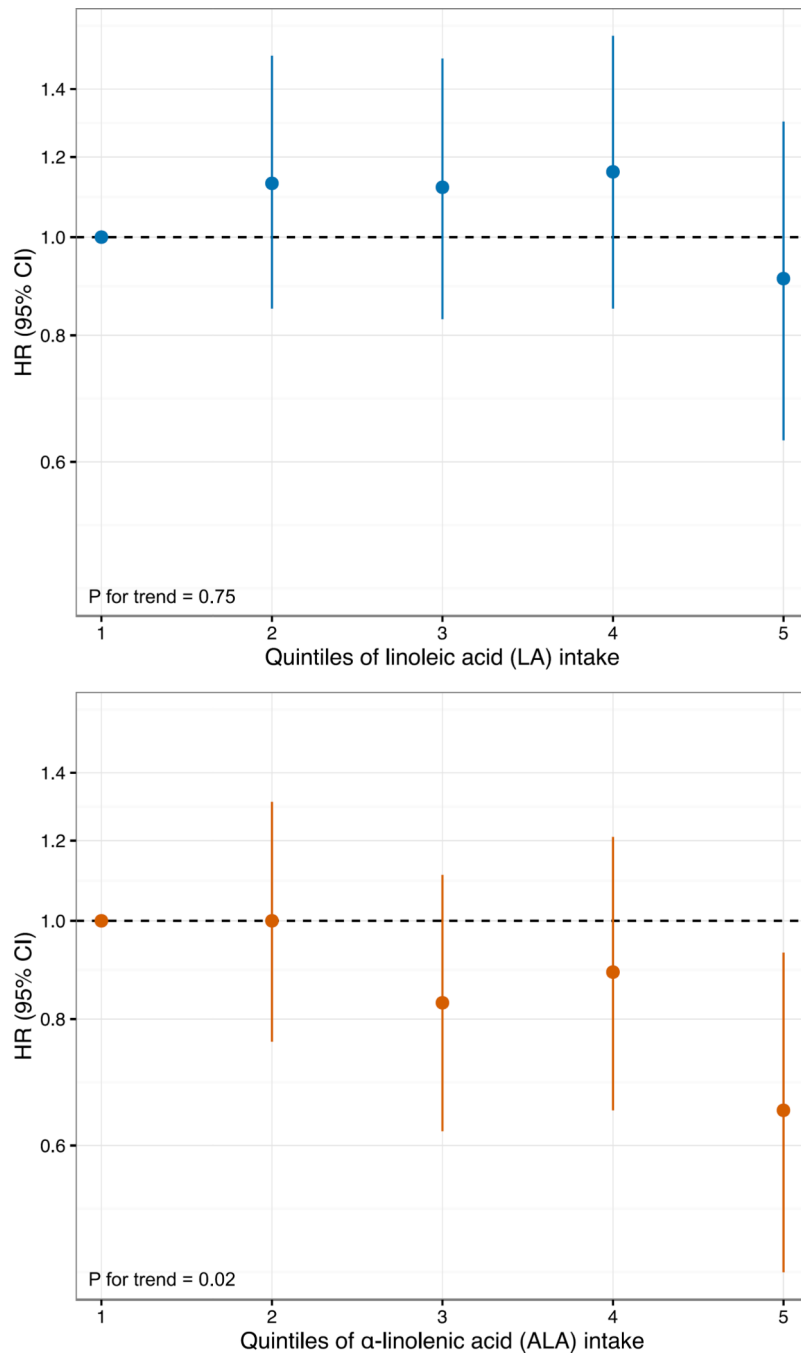 1.4
1.2
1.0
0.8
0.6
HR (95% CI)
P for trend = 0.75
1 2 3 4 5
Quintiles of linoleic acid (LA) intake
1.4
1.2
1.0
0.8
0.6
HR (95% CI)
P for trend = 0.02
1 2 3 4 5
Quintiles of α-linolenic acid (ALA) intake